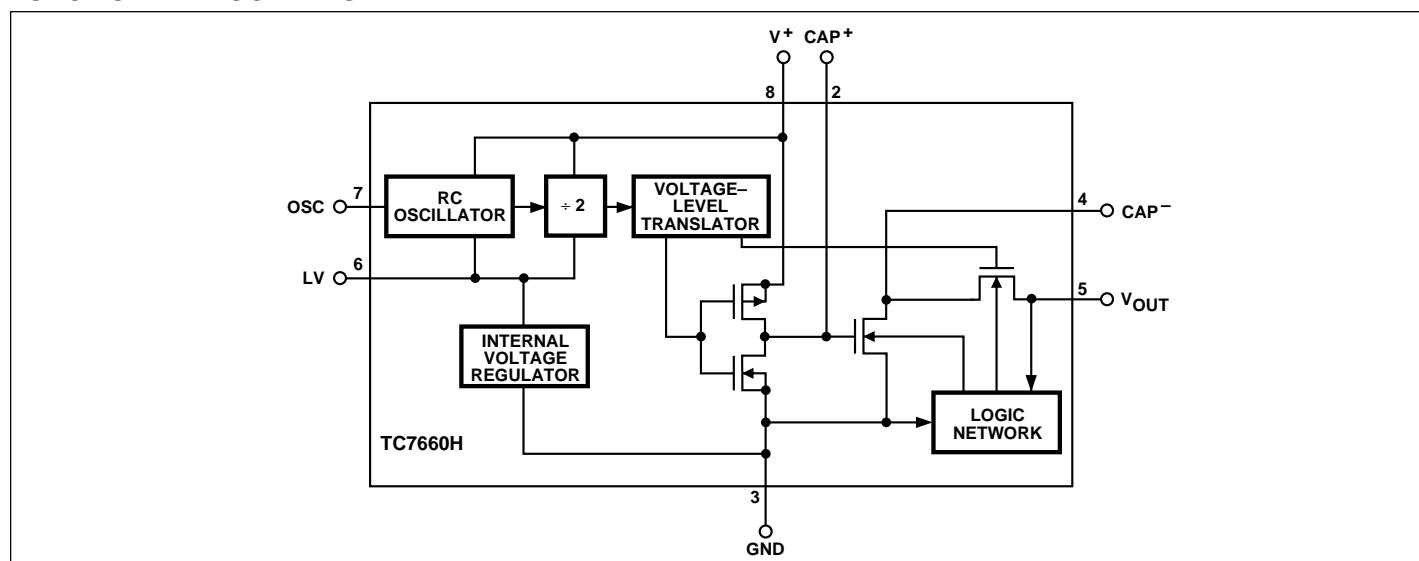 V+ CAP+
8 2
RC
OSCILLATOR
÷ 2
VOLTAGE–
LEVEL
TRANSLATOR
7
OSC
4
CAP–
6
LV
5
VOUT
INTERNAL
VOLTAGE
REGULATOR
LOGIC
NETWORK
TC7660H
3
GND